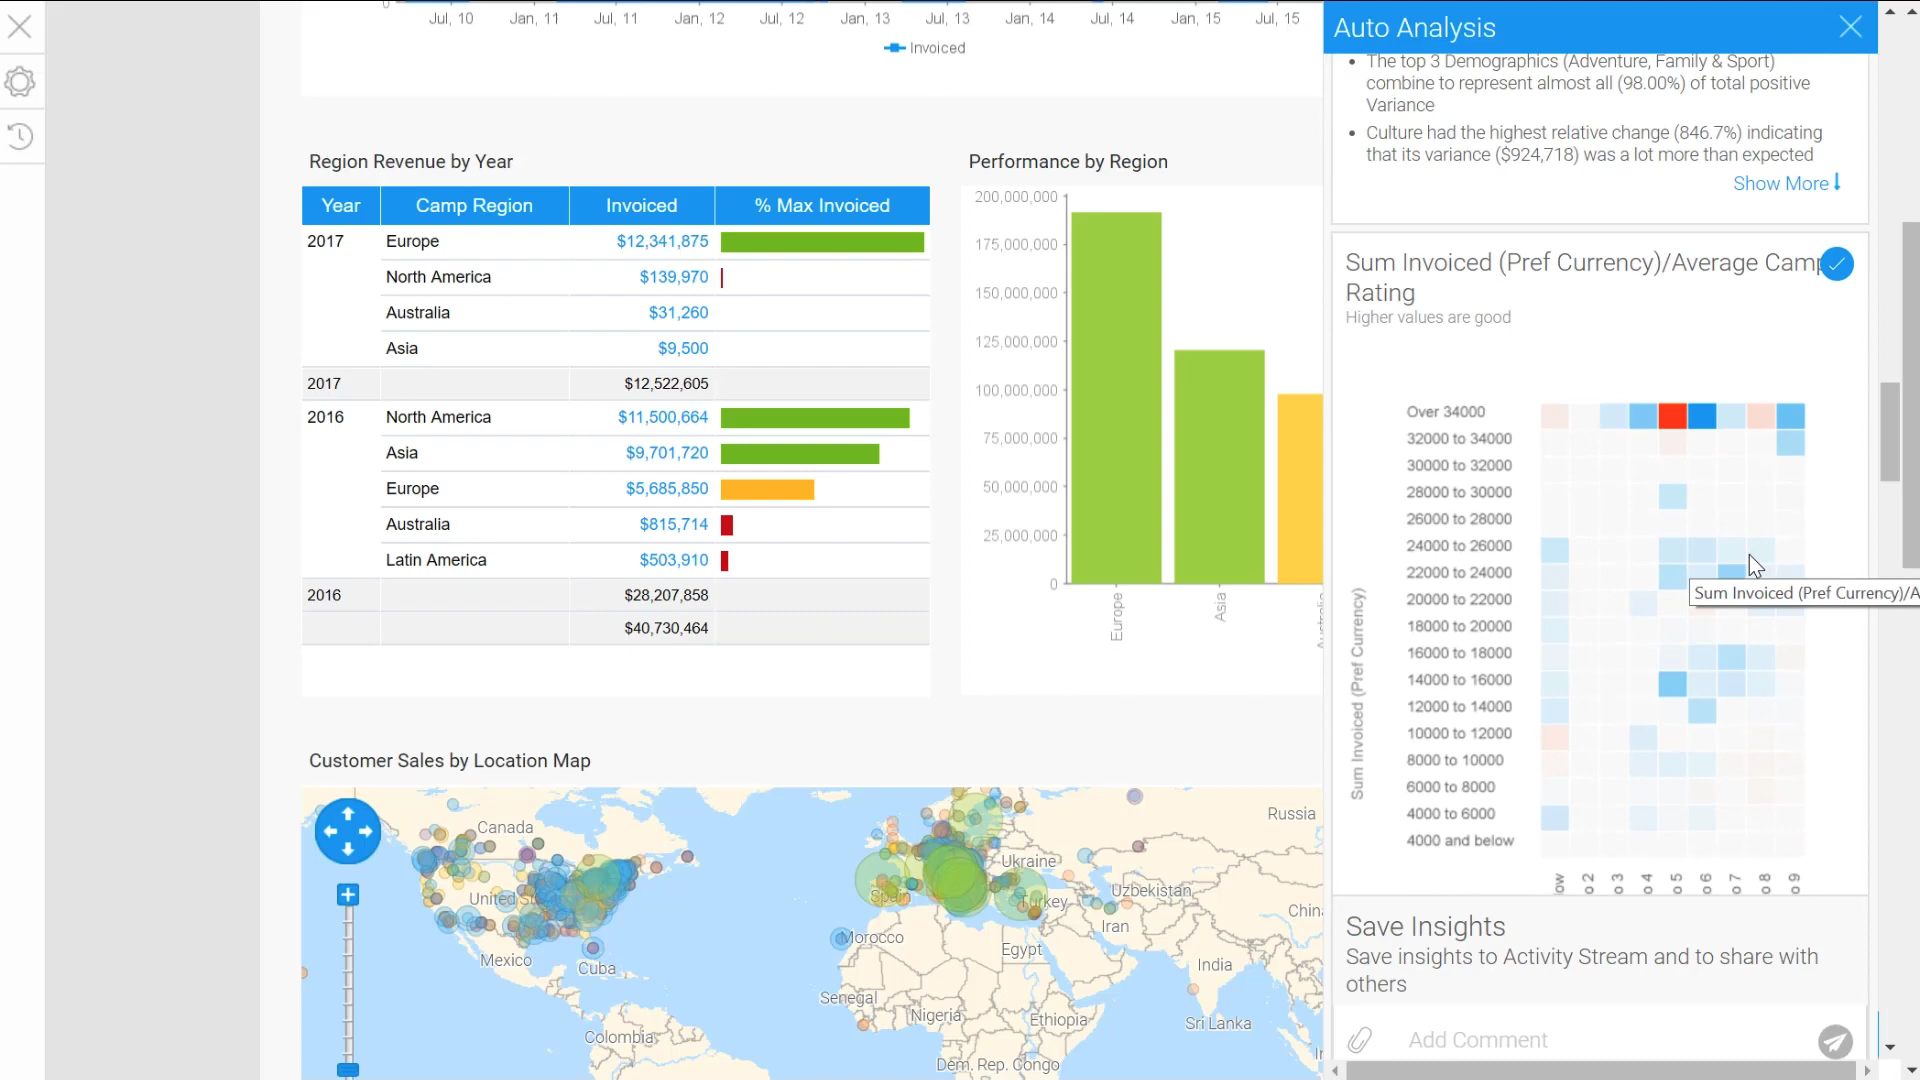 0
Jul, 10 Jan, 11 Jul, 11 Jan, 12 Jul, 12 Jan, 13 Jul, 13 Jan, 14 Jul, 14 Jan, 15 Jul, 15
Invoiced
Region Revenue by Year
Year Camp Region Invoiced % Max Invoiced
2017 Europe $12,341,875
North America $139,970
Australia $31,260
Asia $9,500
2017 $12,522,605
2016 North America $11,500,664
Asia $9,701,720
Europe $5,685,850
Australia $815,714
Latin America $503,910
2016 $28,207,858
$40,730,464
Performance by Region
200,000,000
175,000,000
150,000,000
125,000,000
100,000,000
75,000,000
50,000,000
25,000,000
0
Europe
Asia
Customer Sales by Location Map
Canada
United
Mexico
Cuba
Colombia
Russia
Ukraine
Uzbekistan
Spain
Turkey
Iran
Morocco
Egypt
India
Senegal
Nigeria
Ethiopia
Sri Lanka
Dem. Rep. Congo
Auto Analysis
The top 3 Demographics (Adventure, Family & Sport)
combine to represent almost all (98.00%) of total positive
Variance
Culture had the highest relative change (846.7%) indicating
that its variance ($924,718) was a lot more than expected
Show More
Sum Invoiced (Pref Currency)/Average Camp
Rating
Higher values are good
Sum Invoiced (Pref Currency)
Over 34000
32000 to 34000
30000 to 32000
28000 to 30000
26000 to 28000
24000 to 26000
22000 to 24000
20000 to 22000
18000 to 20000
16000 to 18000
14000 to 16000
12000 to 14000
10000 to 12000
8000 to 10000
6000 to 8000
4000 to 6000
4000 and below
ow o 2 o 3 o 4 o 5 o 6 o 7 o 8 o 9
Sum Invoiced (Pref Currency)/A
Save Insights
Save insights to Activity Stream and to share with
others
Add Comment